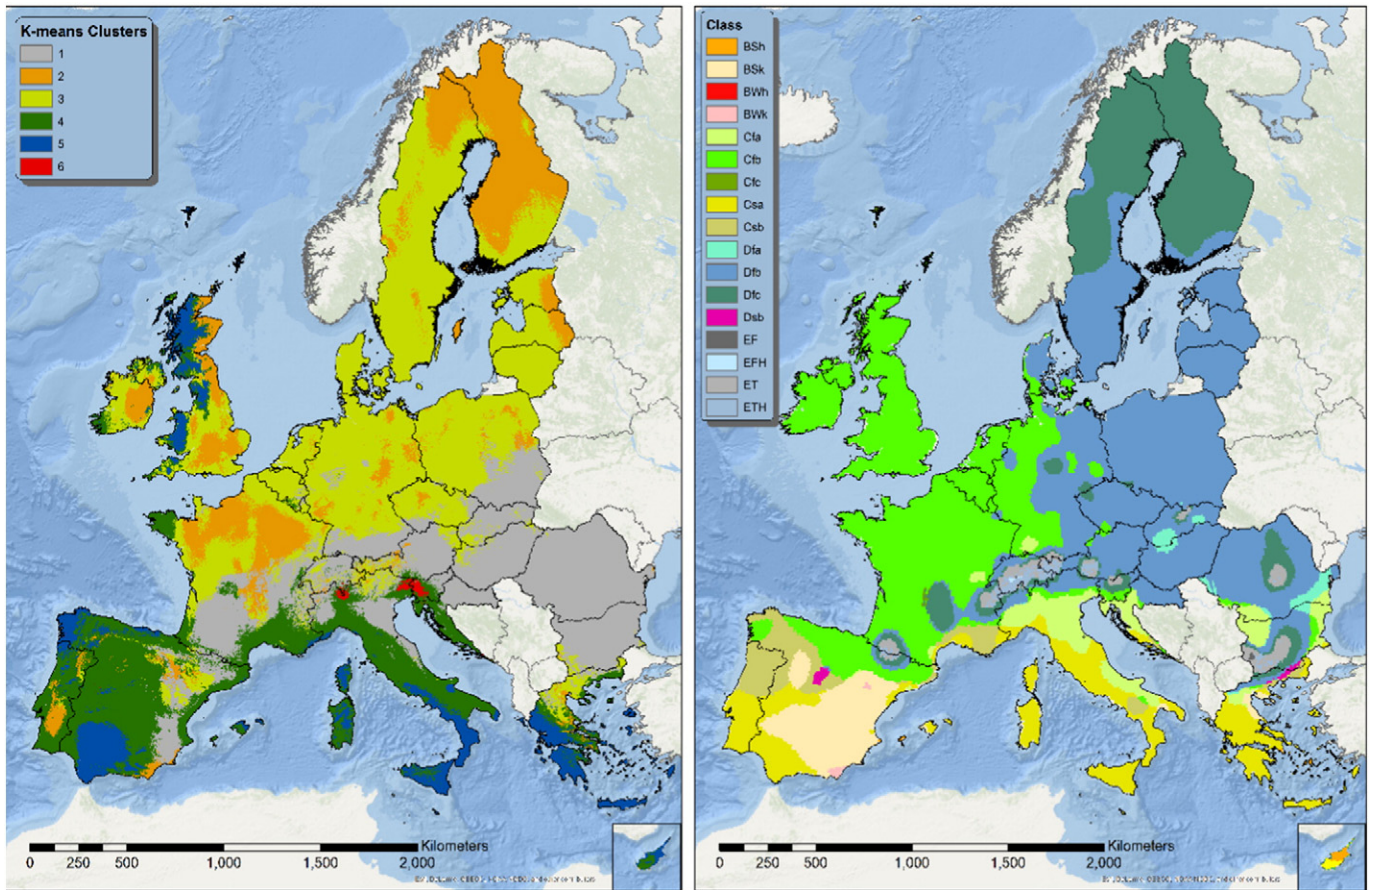 K-means Clusters
1
2
3
4
5
6
0 250 500 1,000 1,500 2,000
Kilometers
Class
BSh
BSk
BWh
BWk
Cfa
Cfb
Cfc
Csa
Csb
Dfa
Dfb
Dfc
Dsb
EF
EFH
ET
ETH
0 250 500 1,000 1,500 2,000
Kilometers